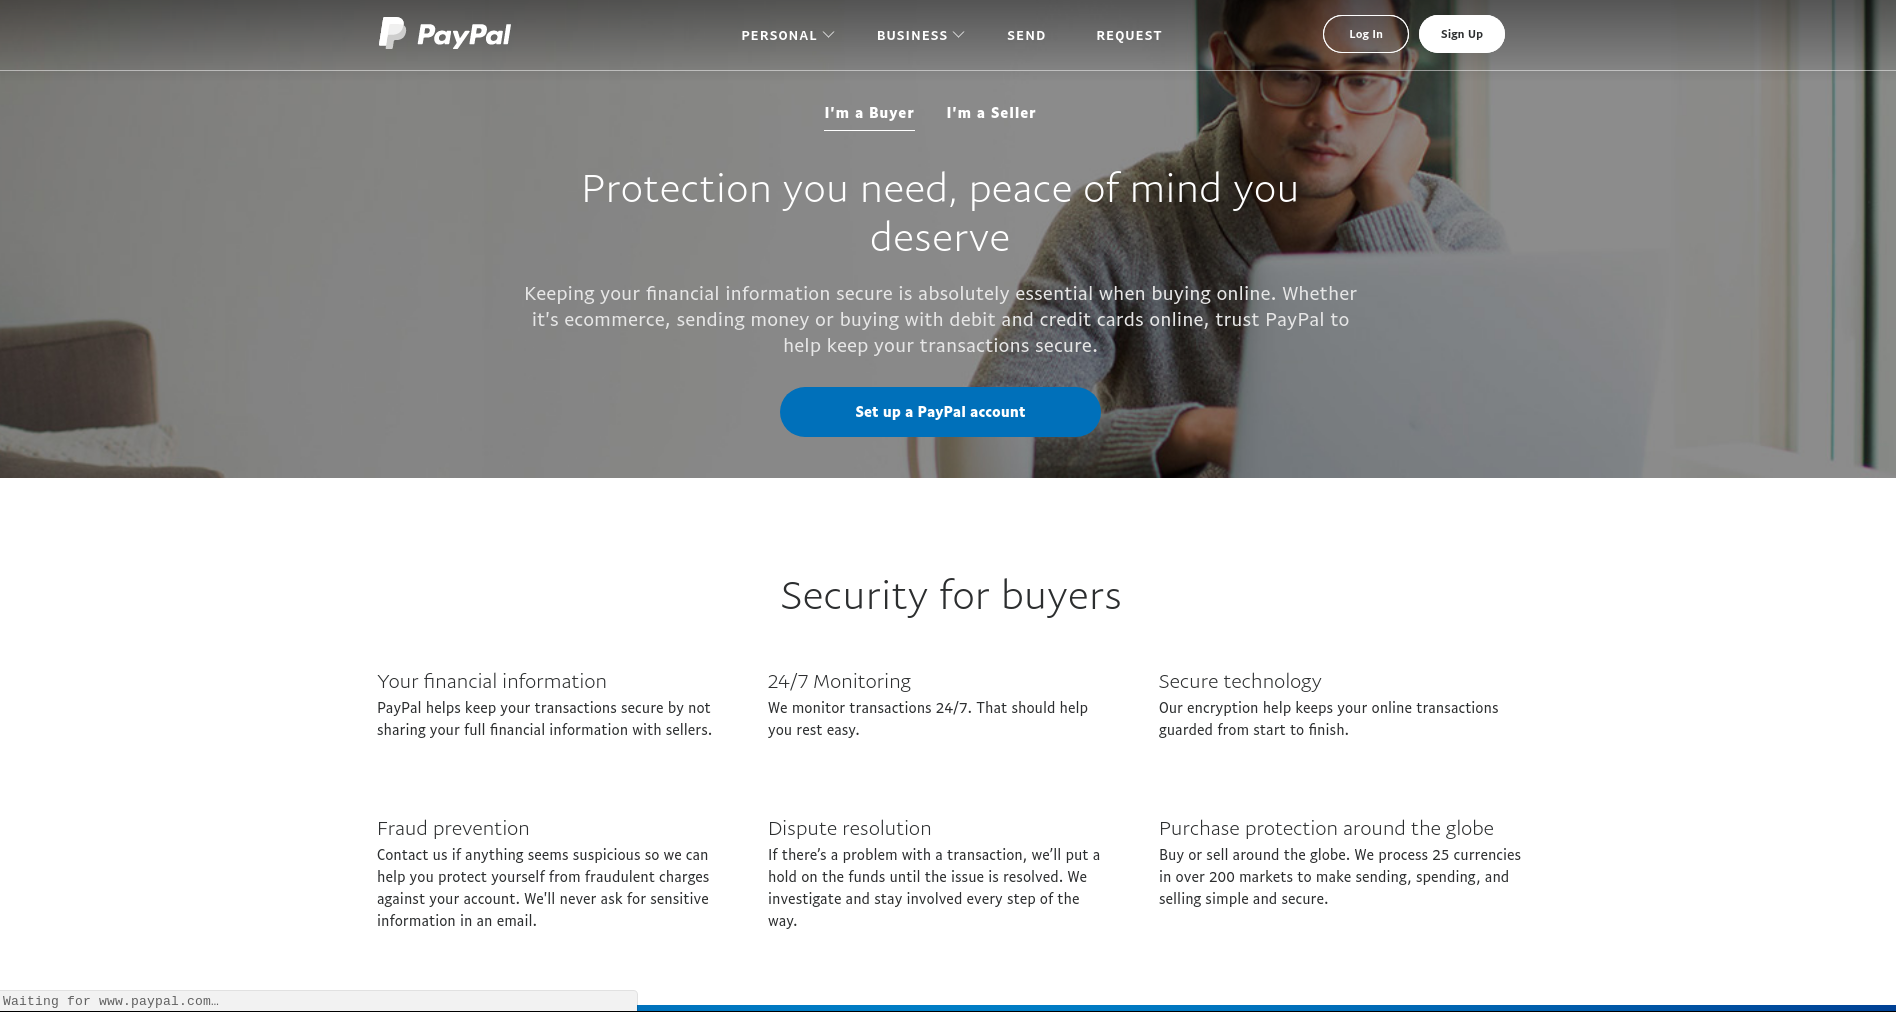 PayPal
PERSONAL
BUSINESS
SEND
REQUEST
Log In
Sign Up
I'm a Buyer
I'm a Seller
Protection you need, peace of mind you
deserve
Keeping your financial information secure is absolutely essential when buying online. Whether
it's ecommerce, sending money or buying with debit and credit cards online, trust PayPal to
help keep your transactions secure.
Set up a PayPal account
Security for buyers
Your financial information
PayPal helps keep your transactions secure by not
sharing your full financial information with sellers.
24/7 Monitoring
We monitor transactions 24/7. That should help
you rest easy.
Secure technology
Our encryption help keeps your online transactions
guarded from start to finish.
Fraud prevention
Contact us if anything seems suspicious so we can
help you protect yourself from fraudulent charges
against your account. We'll never ask for sensitive
information in an email.
Dispute resolution
If there’s a problem with a transaction, we’ll put a
hold on the funds until the issue is resolved. We
investigate and stay involved every step of the
way.
Purchase protection around the globe
Buy or sell around the globe. We process 25 currencies
in over 200 markets to make sending, spending, and
selling simple and secure.
Waiting for www.paypal.com…